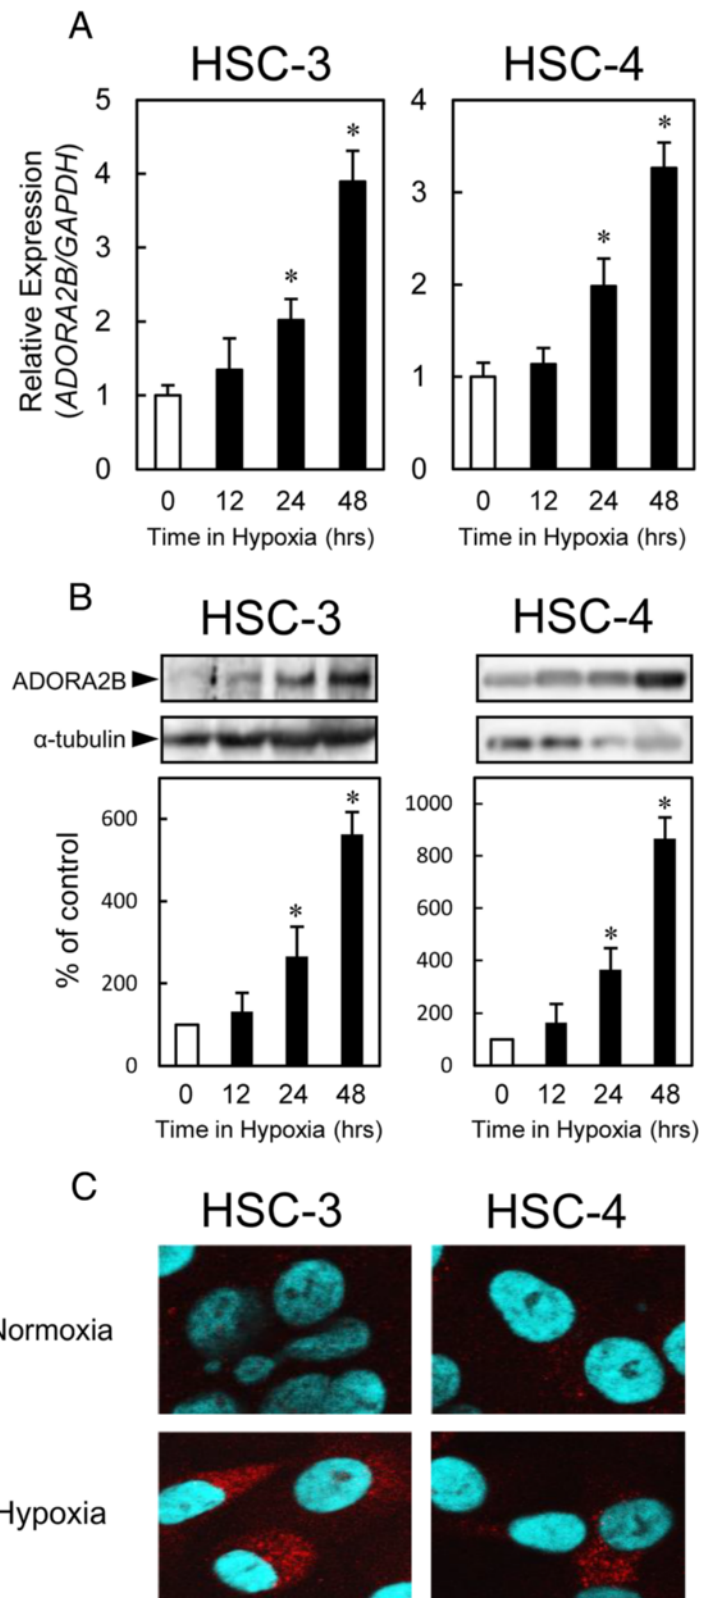 A
HSC-3 HSC-4
Relative Expression
(ADORA2B/GAPDH)
5
4
3
2
1
0
4
3
2
1
0
* *
* *
0 12 24 48
0 12 24 48
Time in Hypoxia (hrs) Time in Hypoxia (hrs)
B
HSC-3 HSC-4
ADORA2B
α-tubulin
% of control
600
400
200
0
1000
800
600
400
200
0
* *
* *
0 12 24 48
0 12 24 48
Time in Hypoxia (hrs) Time in Hypoxia (hrs)
C
HSC-3 HSC-4
Normoxia
Hypoxia